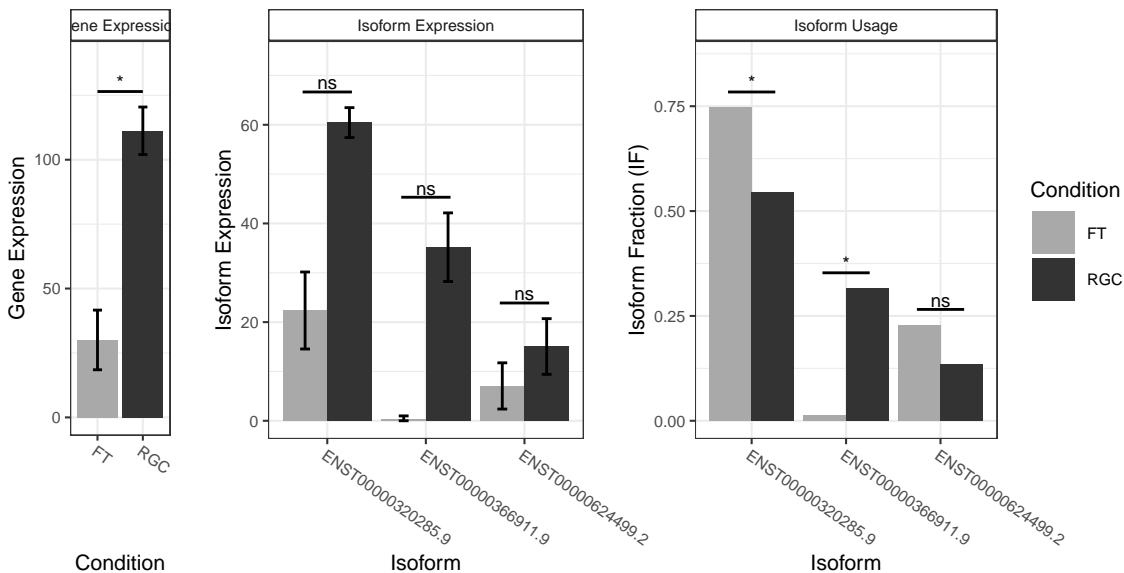 ene Expressio
Gene Expression
100
50
0
*
FT
RGC
Condition
Isoform Expression
Isoform Expression
60
40
20
0
ns
ns
ns
ENST00000320285.9
ENST00000366911.9
ENST00000624499.2
Isoform
Isoform Usage
Isoform Fraction (IF)
0.75
0.50
0.25
0.00
*
*
ns
ENST00000320285.9
ENST00000366911.9
ENST00000624499.2
Isoform
Condition
FT
RGC